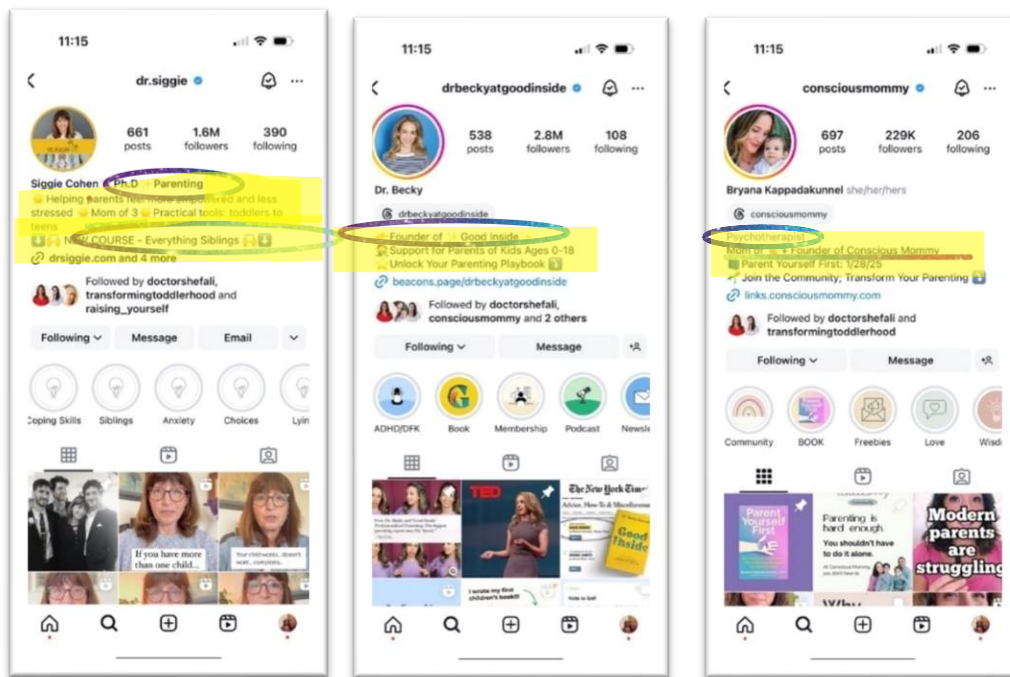 11:15
dr.siggie
661 1.6M 390
posts followers following
Siggie Cohen Ph.D Parenting
Helping parents feel more empowered and less
stressed Mom of 3 Practical tools: toddlers to
teens
NEW COURSE - Everything Siblings
drsiggie.com and 4 more
Followed by doctorshefali,
transformingtoddlerhood and
raising_yourself
Following Message Email
Coping Skills Siblings Anxiety Choices Lyin
If you have more
than one child...
Your child wants.. doesn't
want.. complains..
11:15
drbeckyatgoodinside
538 2.8M 108
posts followers following
Dr. Becky
drbeckyatgoodinside
Founder of Good Inside
Support for Parents of Kids Ages 0-18
Unlock Your Parenting Playbook
beacons.page/drbeckyatgoodinside
Followed by doctorshefali,
consciousmommy and 2 others
Following Message
ADHD/DFK Book Membership Podcast Newsle
TED
The New York Time
Good
Inside
I wrote my first
children's book!!
11:15
consciousmommy
697 229K 206
posts followers following
Bryana Kappadakunnel she/her/hers
consciousmommy
Psychotherapist
Mom of + Founder of Conscious Mommy
Parent Yourself First: 1/28/25
Join the Community; Transform Your Parenting
links.consciousmommy.com
Followed by doctorshefali and
transformingtoddlerhood
Following Message
Community BOOK Freebies Love Wisd
Parent
Yourself
First
Parenting is
hard enough.
You shouldn't have
to do it alone.
Modern
parents
are
struggling
Why